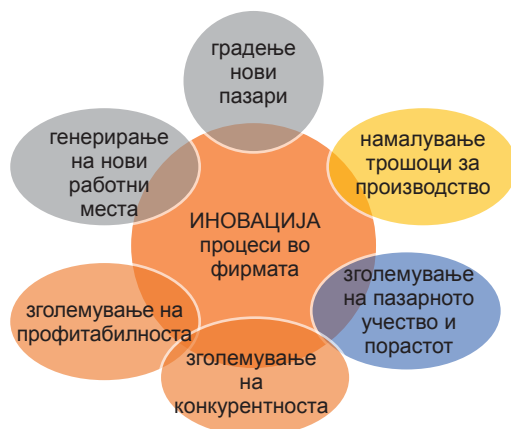 градење
нови
пазари
намалување
трошоци за
производство
зголемување
на пазарното
учество и
порастот
зголемување
на
конкурентноста
зголемување на
профитабилноста
генерирање
на нови
работни
места
ИНОВАЦИЈА
процеси во
фирмата